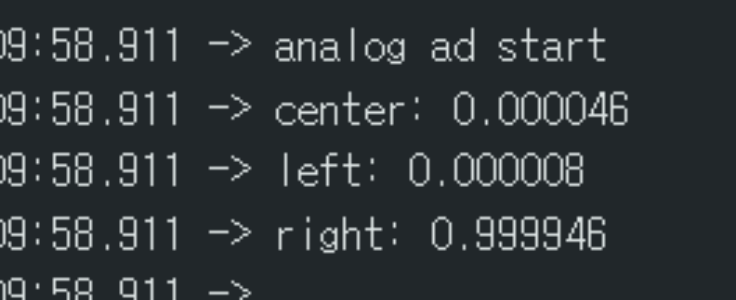 09:58.911 -> analog ad start
09:58.911 -> center: 0.000046
09:58.911 -> left: 0.000008
09:58.911 -> right: 0.999946
09:58.911 ->